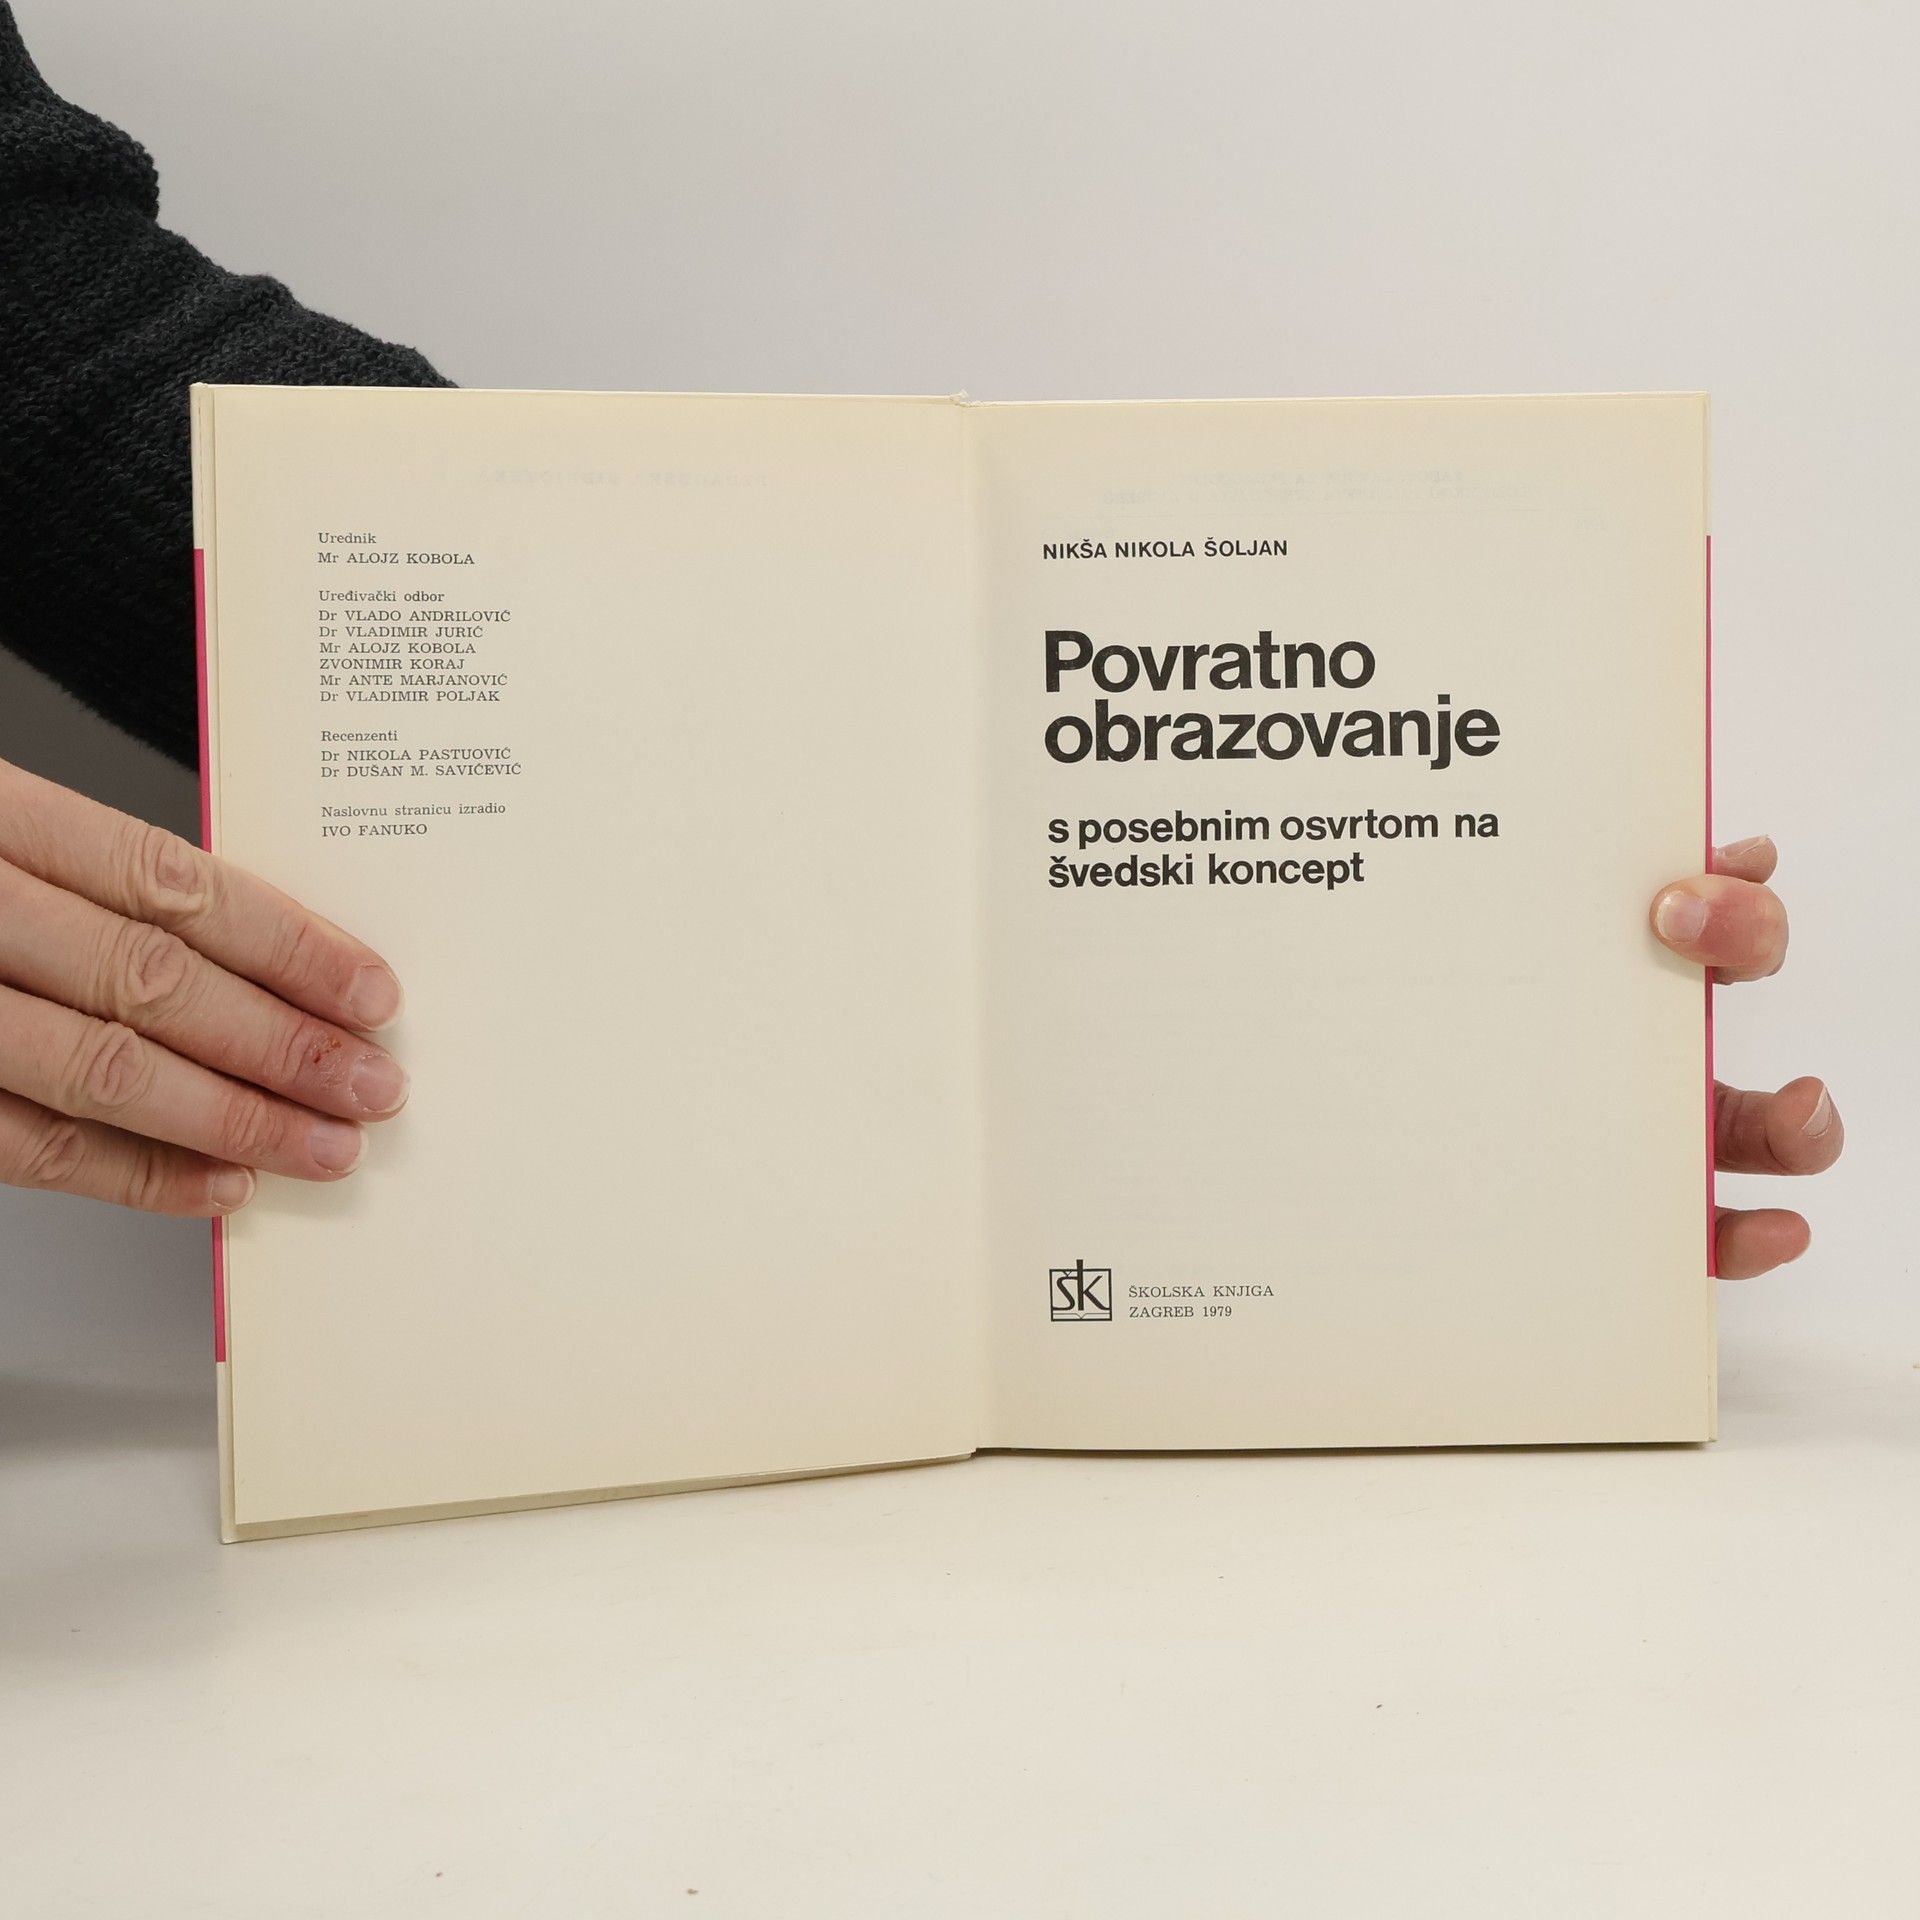 Urednik
Mr ALOJZ KOBOLA
Uređivački odbor
Dr VLADO ANDRILOVIĆ
Dr VLADIMIR JURIĆ
Mr ALOJZ KOBOLA
ZVONIMIR KORAJ
Mr ANTE MARJANOVIĆ
Dr VLADIMIR POLJAK
Recenzenti
Dr NIKOLA PASTUOVIĆ
Dr DUŠAN M. SAVIĆEVIĆ
Naslovnu stranicu izradio
IVO FANUKO
NIKŠA NIKOLA ŠOLJAN
Povratno
obrazovanje
s posebnim osvrtom na
švedski koncept
ŠK
ŠKOLSKA KNJIGA
ZAGREB 1979